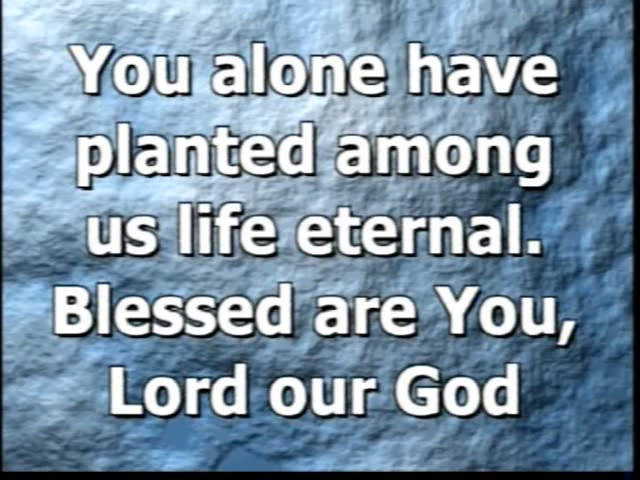 You alone have
planted among
us life eternal.
Blessed are You,
Lord our God